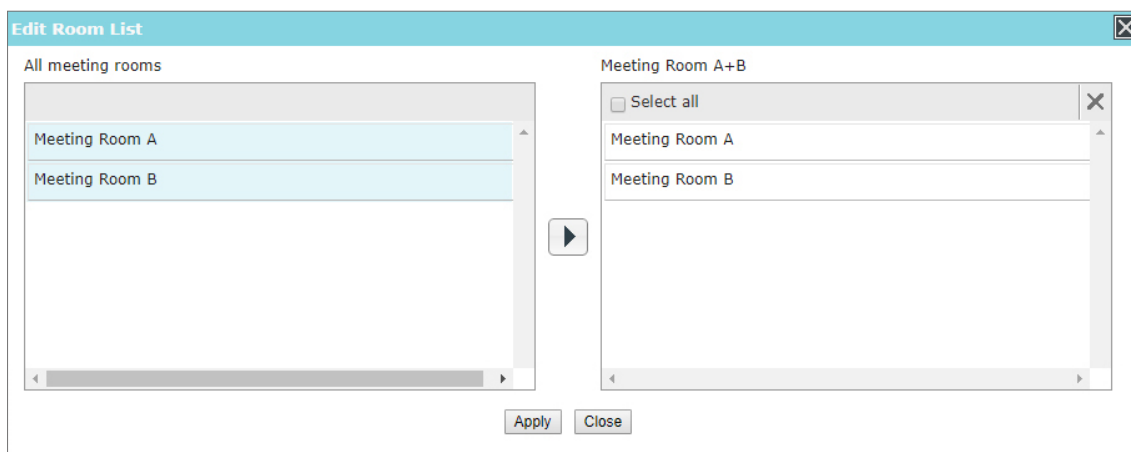 Edit Room List
All meeting rooms
Meeting Room A
Meeting Room B
Meeting Room A+B
Select all
Meeting Room A
Meeting Room B
Apply
Close